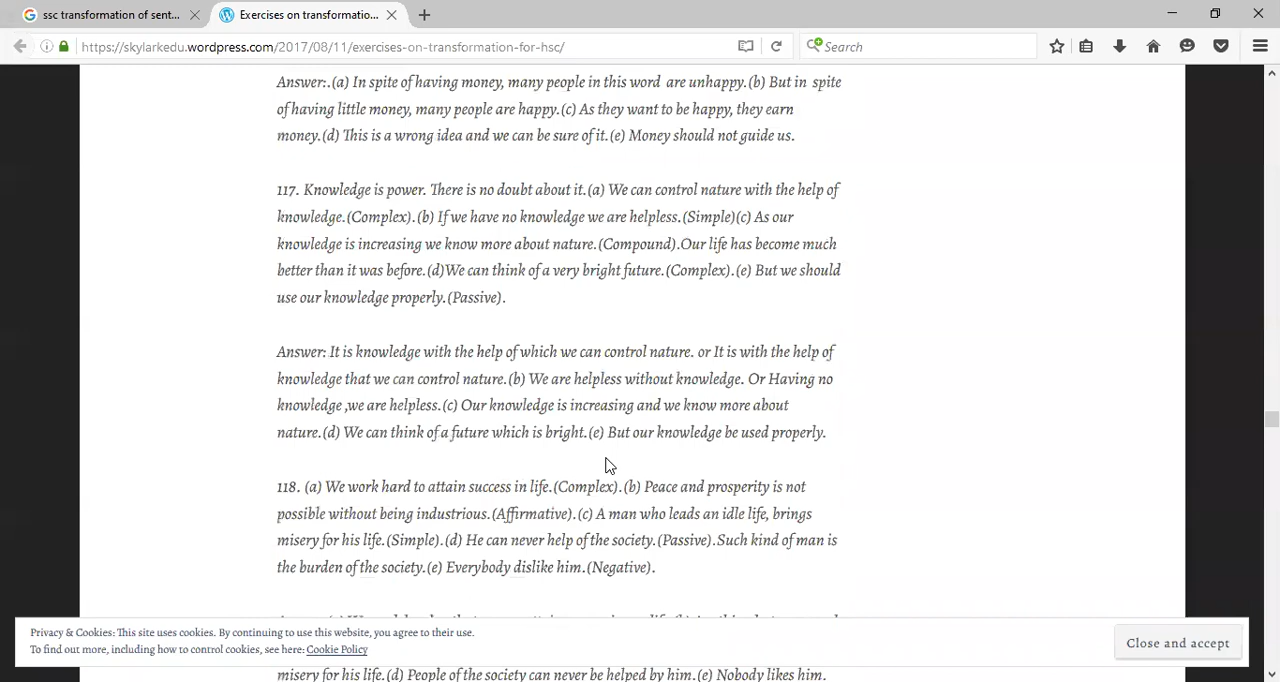 ssc transformation of sent...
Exercises on transformatio...
https://skylarkedu.wordpress.com/2017/08/11/exercises-on-transformation-for-hsc/
Search
Answer:.(a) In spite of having money, many people in this word are unhappy.(b) But in spite
of having little money, many people are happy.(c) As they want to be happy, they earn
money.(d) This is a wrong idea and we can be sure of it.(e) Money should not guide us.
117. Knowledge is power. There is no doubt about it.(a) We can control nature with the help of
knowledge.(Complex).(b) If we have no knowledge we are helpless.(Simple)(c) As our
knowledge is increasing we know more about nature.(Compound).Our life has become much
better than it was before.(d)We can think of a very bright future.(Complex).(e) But we should
use our knowledge properly.(Passive).
Answer: It is knowledge with the help of which we can control nature. or It is with the help of
knowledge that we can control nature.(b) We are helpless without knowledge. Or Having no
knowledge ,we are helpless.(c) Our knowledge is increasing and we know more about
nature.(d) We can think of a future which is bright.(e) But our knowledge be used properly.
118. (a) We work hard to attain success in life.(Complex).(b) Peace and prosperity is not
possible without being industrious.(Affirmative).(c) A man who leads an idle life, brings
misery for his life.(Simple).(d) He can never help of the society.(Passive).Such kind of man is
the burden of the society.(e) Everybody dislike him.(Negative).
Privacy & Cookies: This site uses cookies. By continuing to use this website, you agree to their use.
To find out more, including how to control cookies, see here: Cookie Policy
Close and accept
misery for his life.(d) People of the society can never be helped by him.(e) Nobody likes him.